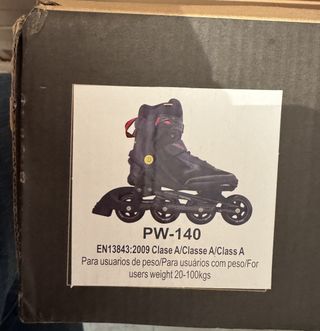 PW-140
EN13843:2009 Clase A/Classe A/Class A
Para usuarios de peso/Para usuários com peso/For
users weight 20-100kgs